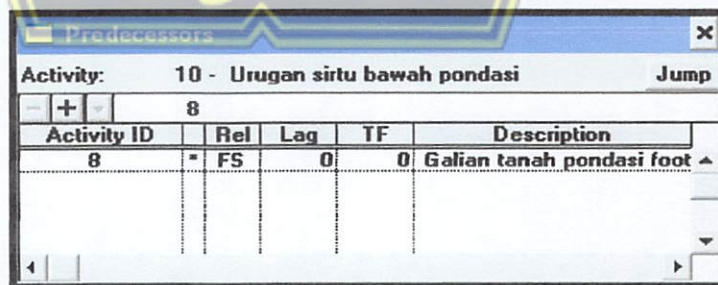 Predecessors
Activity: 10 - Urugan sirtu bawah pondasi Jump
8
Activity ID Rel Lag TF Description
8 * FS 0 0 Galian tanah pondasi foot